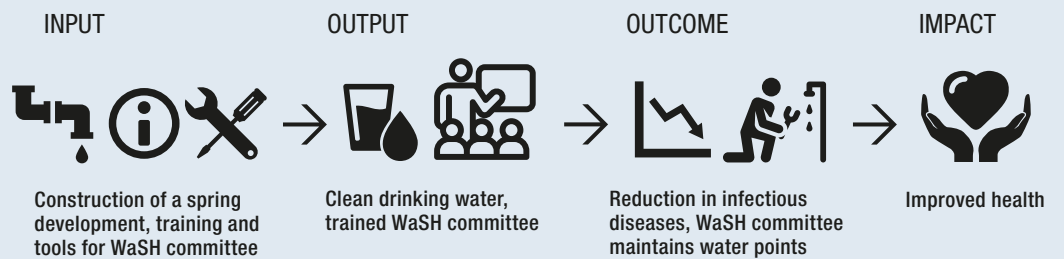 INPUT
OUTPUT
OUTCOME
IMPACT
Construction of a spring
development, training and
tools for WaSH committee
Clean drinking water,
trained WaSH committee
Reduction in infectious
diseases, WaSH committee
maintains water points
Improved health